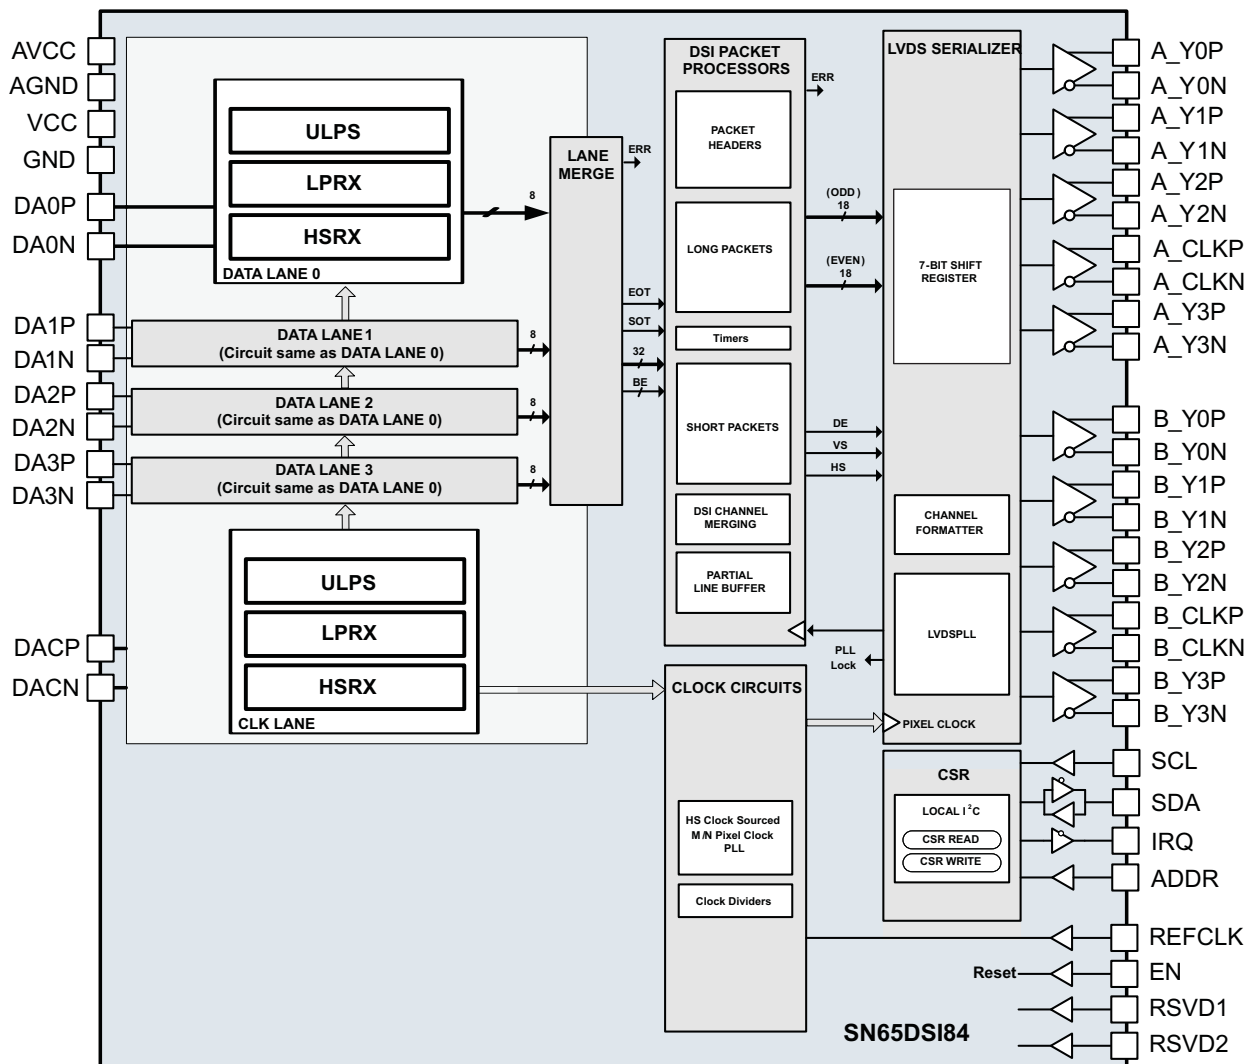 AVCC
AGND
VCC
GND
DA0P
DA0N
DA1P
DA1N
DA2P
DA2N
DA3P
DA3N
DACP
DACN
ULPS
LPRX
HSRX
DATA LANE 0
8
DATA LANE 1
(Circuit same as DATA LANE 0)
8
DATA LANE 2
(Circuit same as DATA LANE 0)
8
DATA LANE 3
(Circuit same as DATA LANE 0)
8
ULPS
LPRX
HSRX
CLK LANE
LANE
MERGE
ERR
EOT
SOT
32
BE
DSI PACKET
PROCESSORS
ERR
PACKET
HEADERS
LONG PACKETS
Timers
SHORT PACKETS
DSI CHANNEL
MERGING
PARTIAL
LINE BUFFER
(ODD)
18
(EVEN)
18
DE
VS
HS
PLL
Lock
CLOCK CIRCUITS
HS Clock Sourced
M/N Pixel Clock
PLL
Clock Dividers
LVDS SERIALIZER
7-BIT SHIFT
REGISTER
CHANNEL
FORMATTER
LVDSPLL
PIXEL CLOCK
CSR
LOCAL I²C
CSR READ
CSR WRITE
Reset
SN65DSI84
A_Y0P
A_Y0N
A_Y1P
A_Y1N
A_Y2P
A_Y2N
A_CLKP
A_CLKN
A_Y3P
A_Y3N
B_Y0P
B_Y0N
B_Y1P
B_Y1N
B_Y2P
B_Y2N
B_CLKP
B_CLKN
B_Y3P
B_Y3N
SCL
SDA
IRQ
ADDR
REFCLK
EN
RSVD1
RSVD2